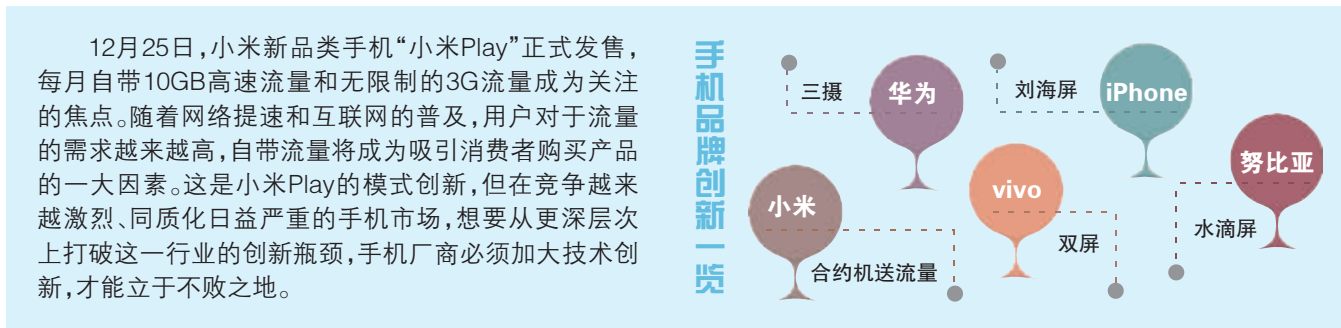 12月25日，小米新品类手机“小米Play”正式发售，
每月自带10GB高速流量和无限制的3G流量成为关注
的焦点。随着网络提速和互联网的普及，用户对于流量
的需求越来越高，自带流量将成为吸引消费者购买产品
的一大因素。这是小米Play的模式创新，但在竞争越来
越激烈、同质化日益严重的手机市场，想要从更深层次
上打破这一行业的创新瓶颈，手机厂商必须加大技术创
新，才能立于不败之地。
手机品牌创新一览
三摄
华为
刘海屏
iPhone
小米
合约机送流量
vivo
双屏
努比亚
水滴屏